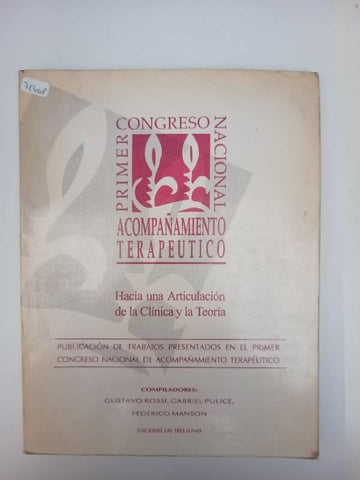 38468
PRIMER
CONGRESO
NACIONAL
ACOMPAÑAMIENTO
TERAPEUTICO
Hacia una Articulación
de la Clínica y la Teoría
PUBLICACIÓN DE TRABAJOS PRESENTADOS EN EL PRIMER
CONGRESO NACIONAL DE ACOMPAÑAMIENTO TERAPÉUTICO
COMPILADORES:
GUSTAVO ROSSI, GABRIEL PULICE,
FEDERICO MANSON
EDICIONES LAS TRES LUNAS